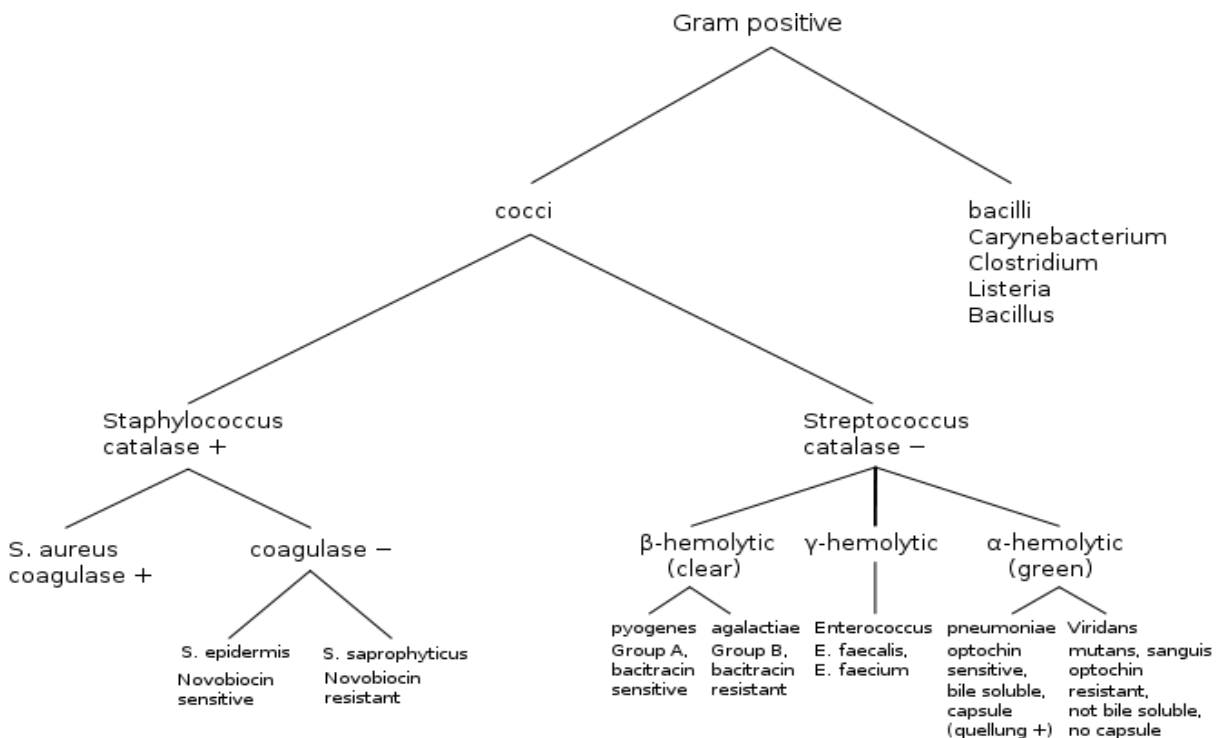 Gram positive
cocci
bacilli
Carynebacterium
Clostridium
Listeria
Bacillus
Staphylococcus
catalase +
Streptococcus
catalase −
S. aureus
coagulase +
coagulase −
β-hemolytic
(clear)
γ-hemolytic
α-hemolytic
(green)
S. epidermis
Novobiocin
sensitive
S. saprophyticus
Novobiocin
resistant
pyogenes
Group A,
bacitracin
sensitive
agalactiae
Group B,
bacitracin
resistant
Enterococcus
E. faecalis,
E. faecium
pneumoniae
optochin
sensitive,
bile soluble,
capsule
(quellung +)
Viridans
mutans, sanguis
optochin
resistant,
not bile soluble,
no capsule